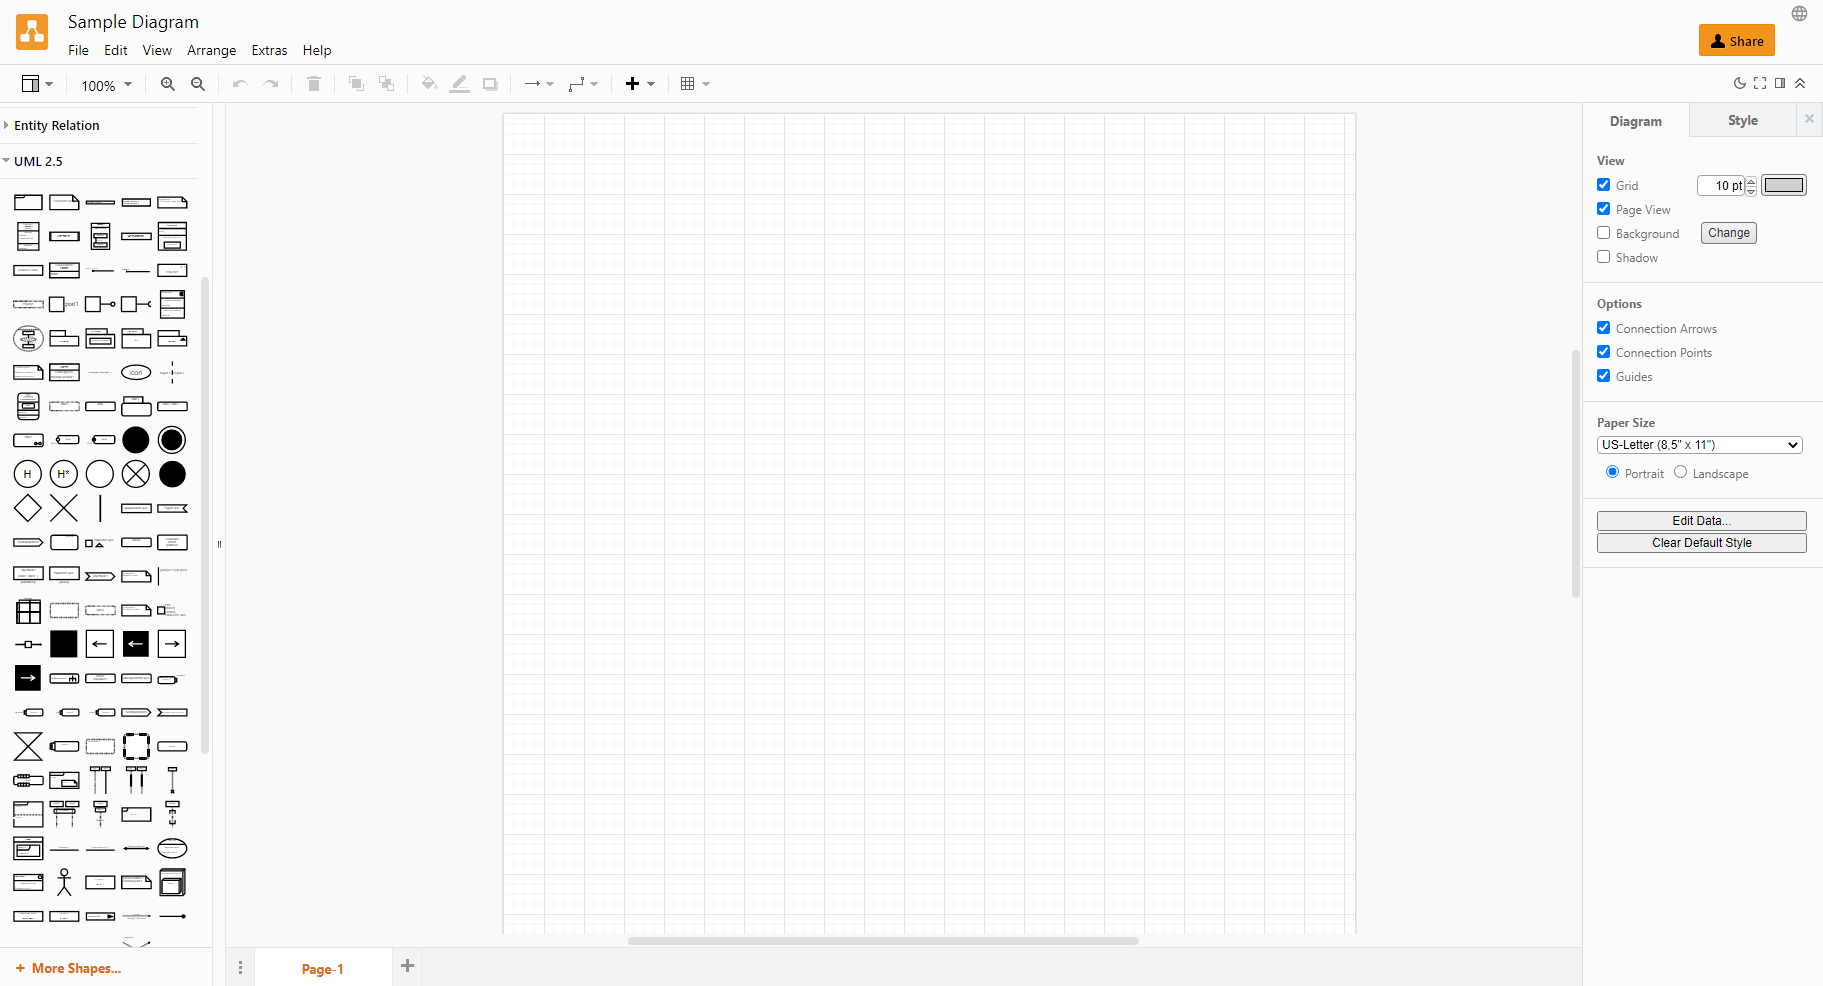 Sample Diagram
File Edit View Arrange Extras Help
Share
100%
Entity Relation
UML 2.5
port1
icon
H H*
More Shapes...
Page-1
Diagram Style
View
Grid 10 pt
Page View
Background Change
Shadow
Options
Connection Arrows
Connection Points
Guides
Paper Size
US-Letter (8,5" x 11")
Portrait Landscape
Edit Data...
Clear Default Style